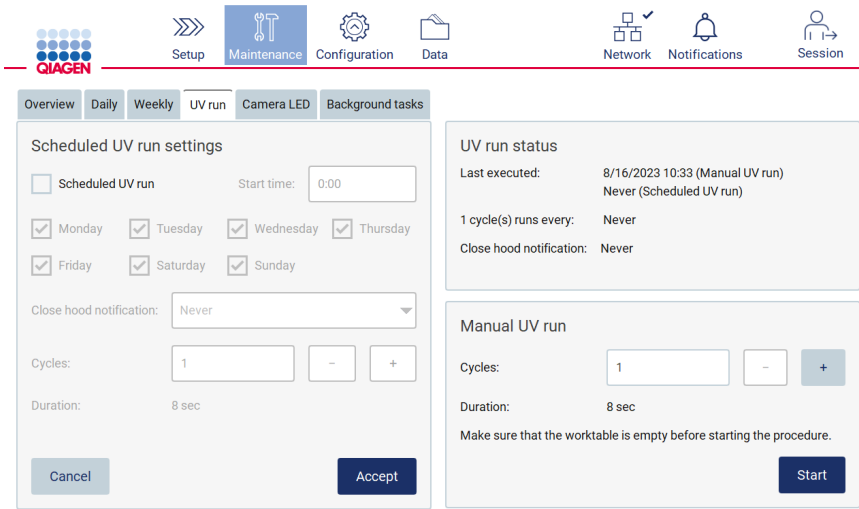 QIAGEN
Setup
Maintenance
Configuration
Data
Network
Notifications
Session
Overview
Daily
Weekly
UV run
Camera LED
Background tasks
Scheduled UV run settings
Scheduled UV run
Start time:
0:00
Monday
Tuesday
Wednesday
Thursday
Friday
Saturday
Sunday
Close hood notification:
Never
Cycles:
1
−
+
Duration:
8 sec
Cancel
Accept
UV run status
Last executed:
8/16/2023 10:33 (Manual UV run)
Never (Scheduled UV run)
1 cycle(s) runs every:
Never
Close hood notification:
Never
Manual UV run
Cycles:
1
−
+
Duration:
8 sec
Make sure that the worktable is empty before starting the procedure.
Start